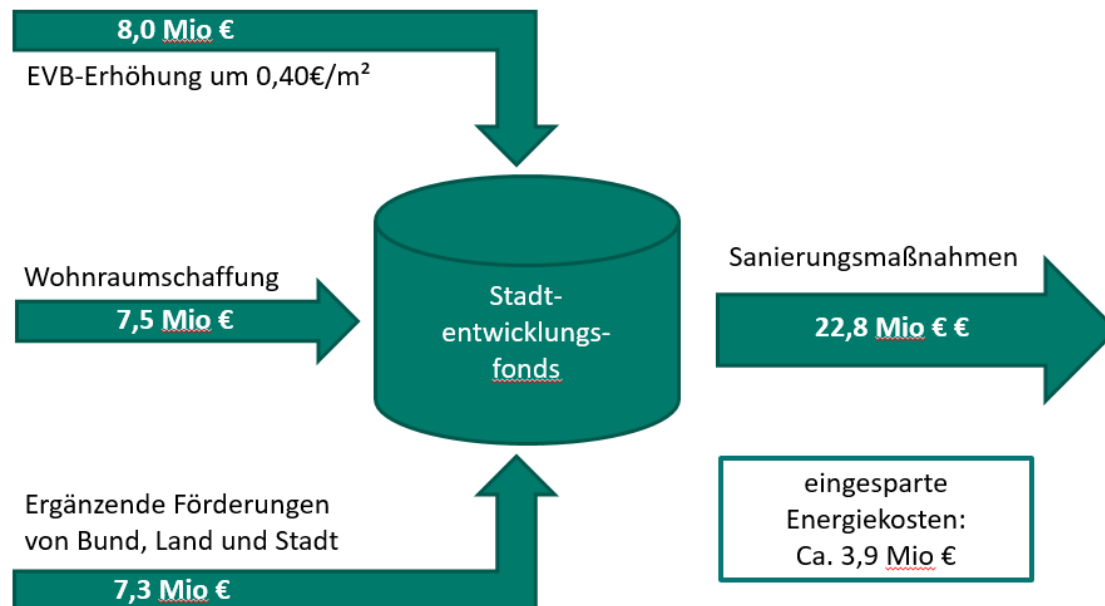 8,0 Mio €
EVB-Erhöhung um 0,40€/m²
Wohnraumschaffung
7,5 Mio €
Stadt-
entwicklungs-
fonds
Sanierungsmaßnahmen
22,8 Mio € €
Ergänzende Förderungen
von Bund, Land und Stadt
7,3 Mio €
eingesparte
Energiekosten:
Ca. 3,9 Mio €